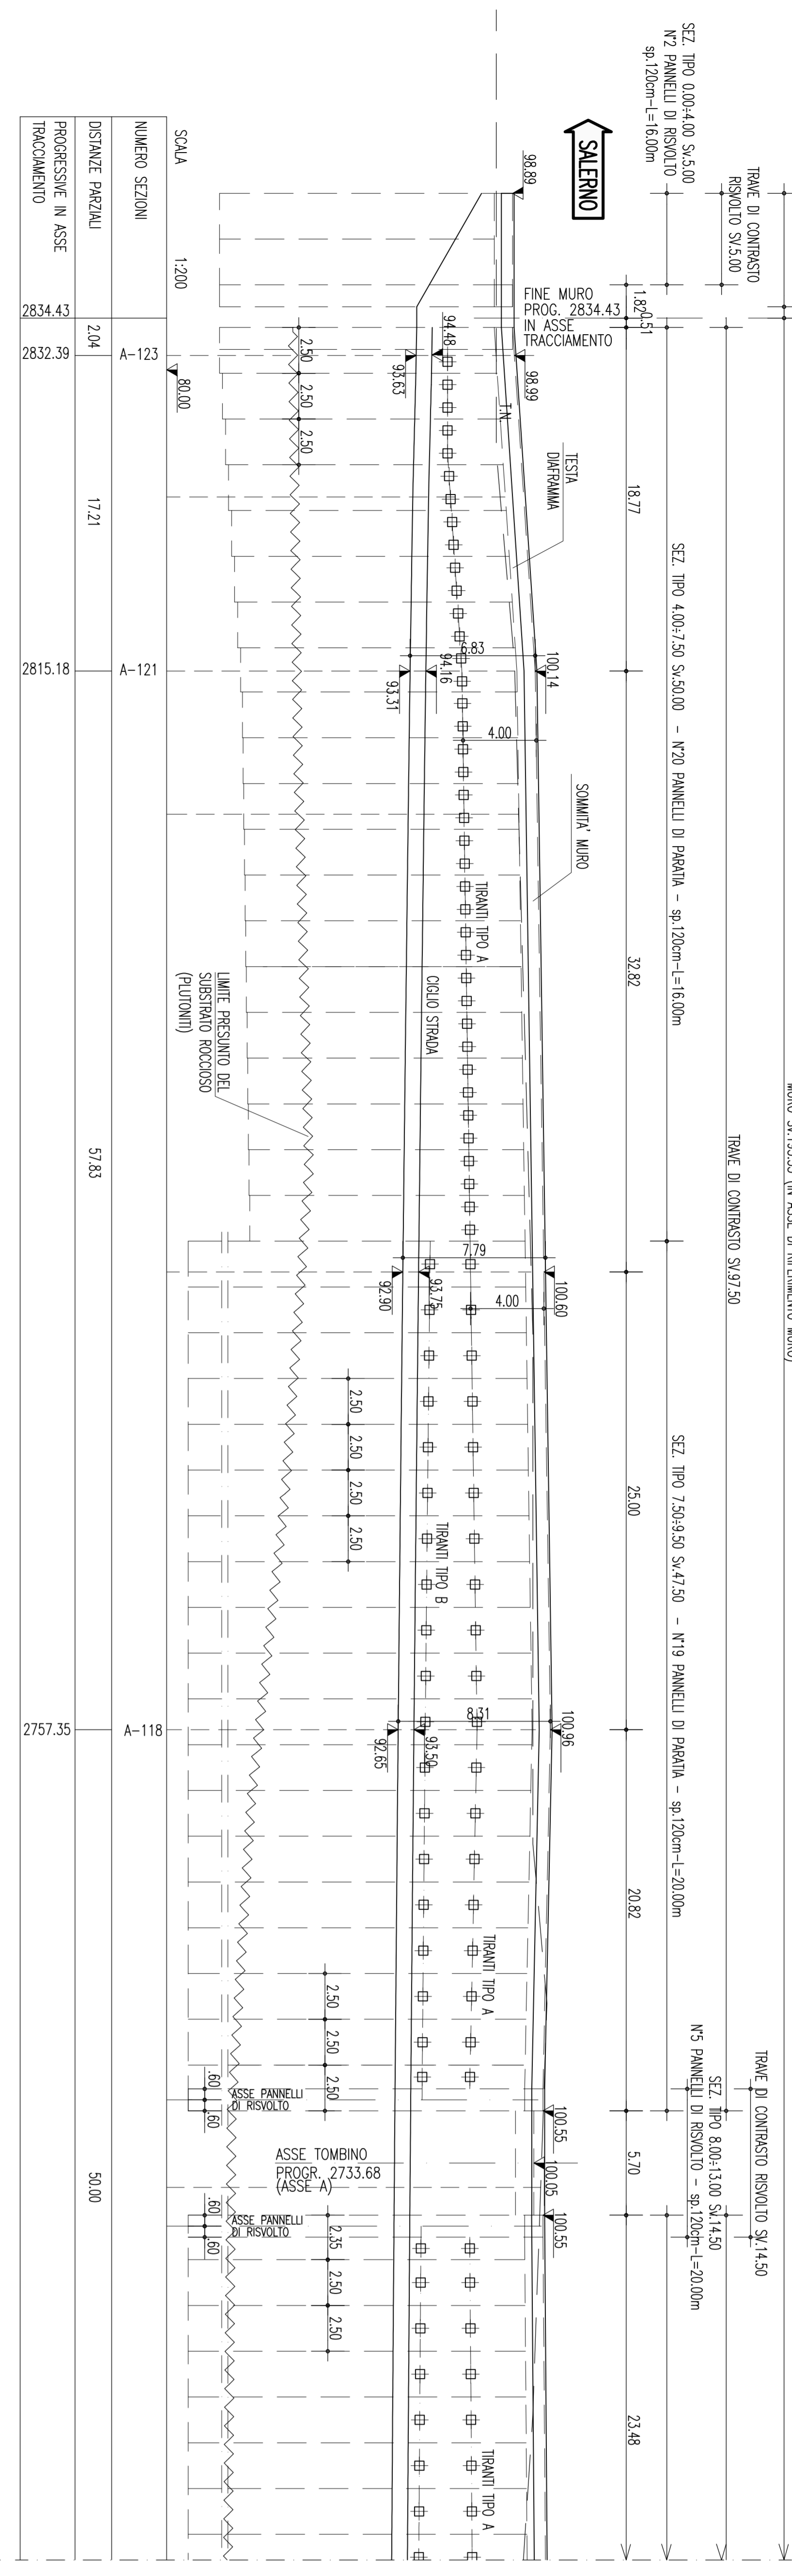 SEZ. TIPO 0.00÷4.00 Sv.5.00
N°2 PANNELLI DI RISVOLTO
sp.120cm-L=16.00m
TRAVE DI CONTRASTO
RISVOLTO SV.5.00
SALERNO
98.89
FINE MURO
PROG. 2834.43
IN ASSE
TRACCIAMENTO
1.82
0.51
94.48
93.63
98.99
T.N.
TESTA
DIAFRAMMA
18.77
SEZ. TIPO 4.00÷7.50 Sv.50.00 - N°20 PANNELLI DI PARATIA - sp.120cm-L=16.00m
6.83
94.16
93.31
100.14
4.00
SOMMITA' MURO
TIRANTI TIPO A
32.82
CIGLIO STRADA
LIMITE PRESUNTO DEL
SUBSTRATO ROCCIOSO
(PLUTONITI)
TRAVE DI CONTRASTO SV.97.50
7.79
93.75
92.90
100.60
4.00
2.50
2.50
2.50
2.50
2.50
2.50
2.50
25.00
SEZ. TIPO 7.50÷9.50 Sv.47.50 - N°19 PANNELLI DI PARATIA - sp.120cm-L=20.00m
TIRANTI TIPO B
8.31
93.50
92.65
100.96
20.82
TIRANTI TIPO A
2.50
2.50
2.50
.60
.60
ASSE PANNELLI
DI RISVOLTO
100.55
TRAVE DI CONTRASTO RISVOLTO SV.14.50
SEZ. TIPO 8.00÷13.00 SV.14.50
N°5 PANNELLI DI RISVOLTO - sp.120cm-L=20.00m
ASSE TOMBINO
PROGR. 2733.68
(ASSE A)
100.05
5.70
.60
.60
ASSE PANNELLI
DI RISVOLTO
100.55
2.35
2.50
2.50
23.48
TIRANTI TIPO A
SCALA 1:200
80.00
NUMERO SEZIONI
A-123
A-121
A-118
DISTANZE PARZIALI
2.04
17.21
57.83
50.00
PROGRESSIVE IN ASSE
TRACCIAMENTO
2834.43
2832.39
2815.18
2757.35